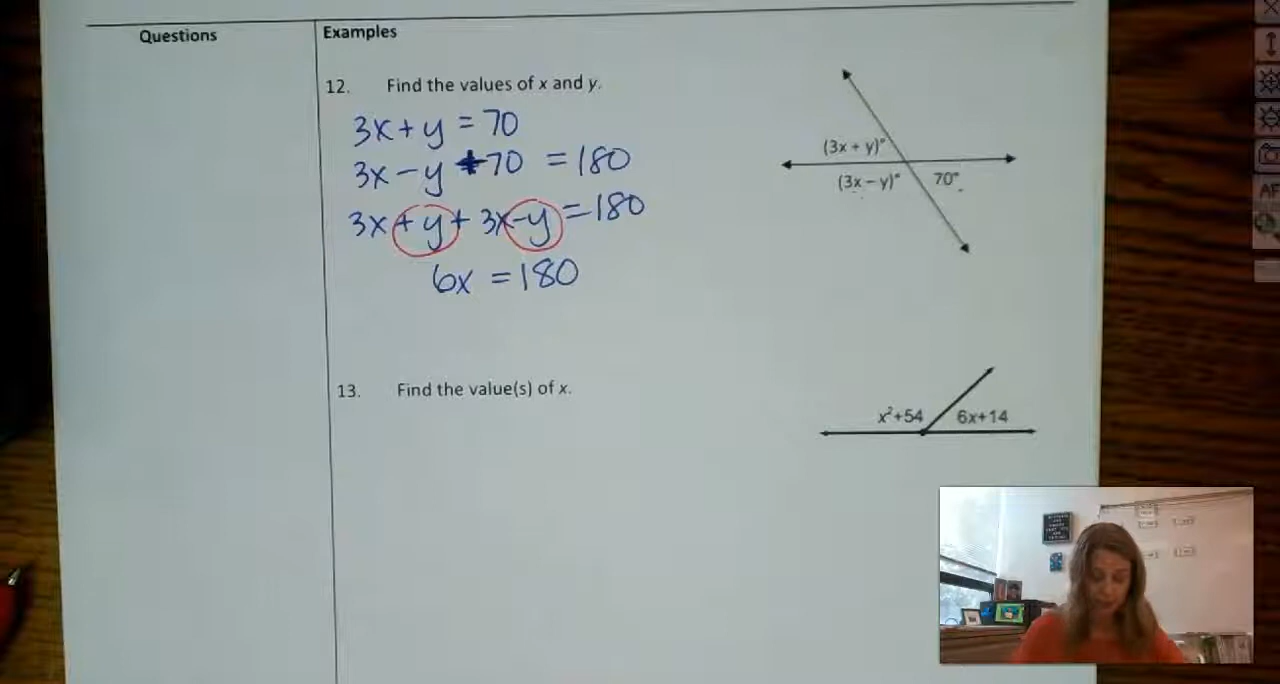 Questions
Examples
12. Find the values of x and y.
3x + y = 70
3x - y + 70 = 180
3x + y + 3x - y = 180
6x = 180
(3x + y)°
(3x - y)°
70°
13. Find the value(s) of x.
x²+54
6x+14
AF